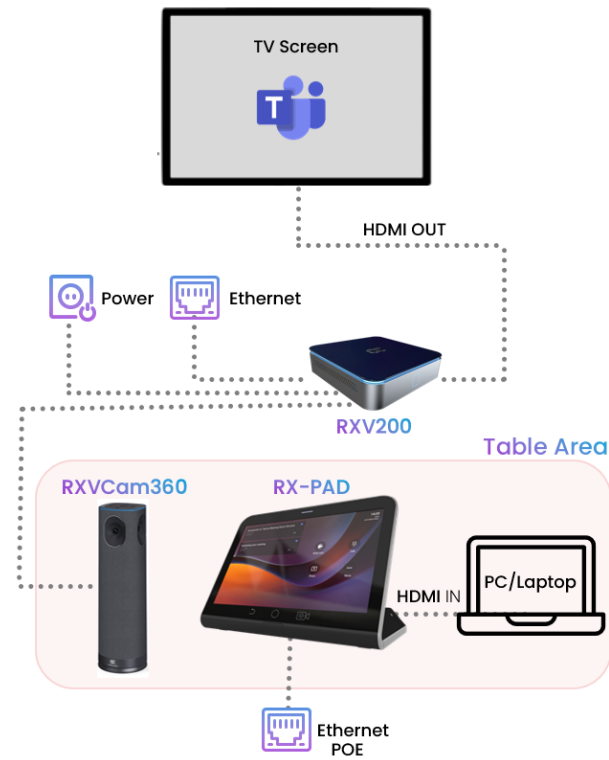 TV Screen
T
HDMI OUT
Power
Ethernet
RXV200
Table Area
RXVCam360
RX-PAD
HDMI IN
PC/Laptop
Ethernet
POE